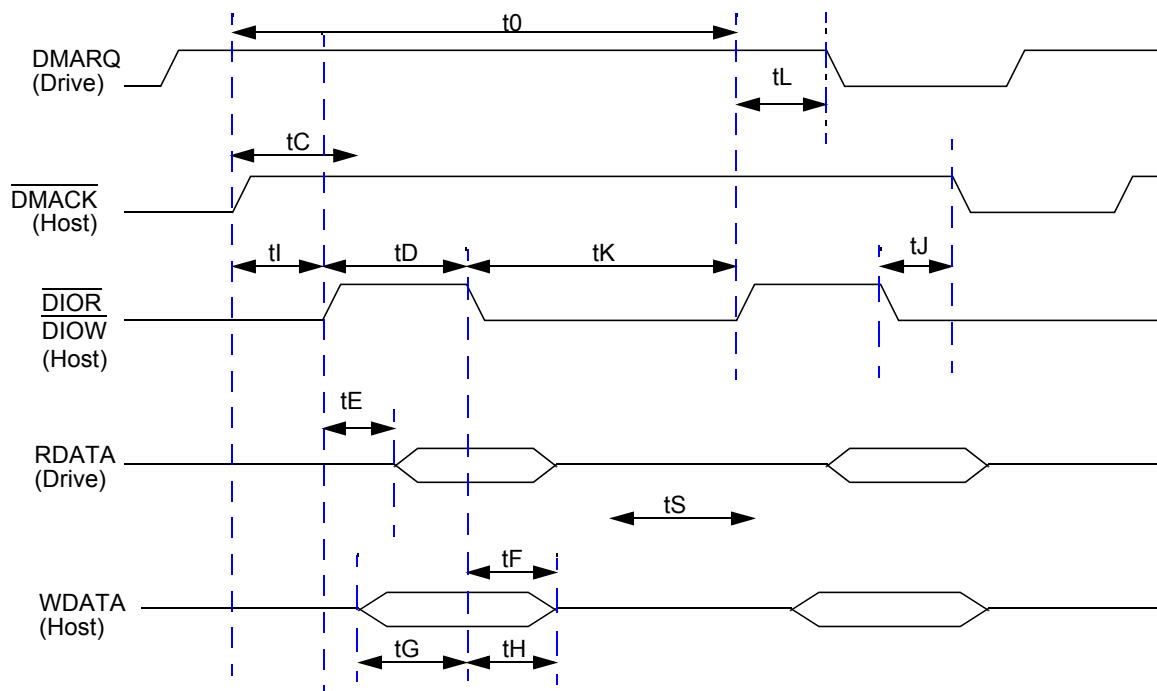 t0
DMARQ
(Drive)
tL
tC
DMACK
(Host)
tI
tD
tK
tJ
DIOR
DIOW
(Host)
tE
RDATA
(Drive)
tS
tF
WDATA
(Host)
tG
tH